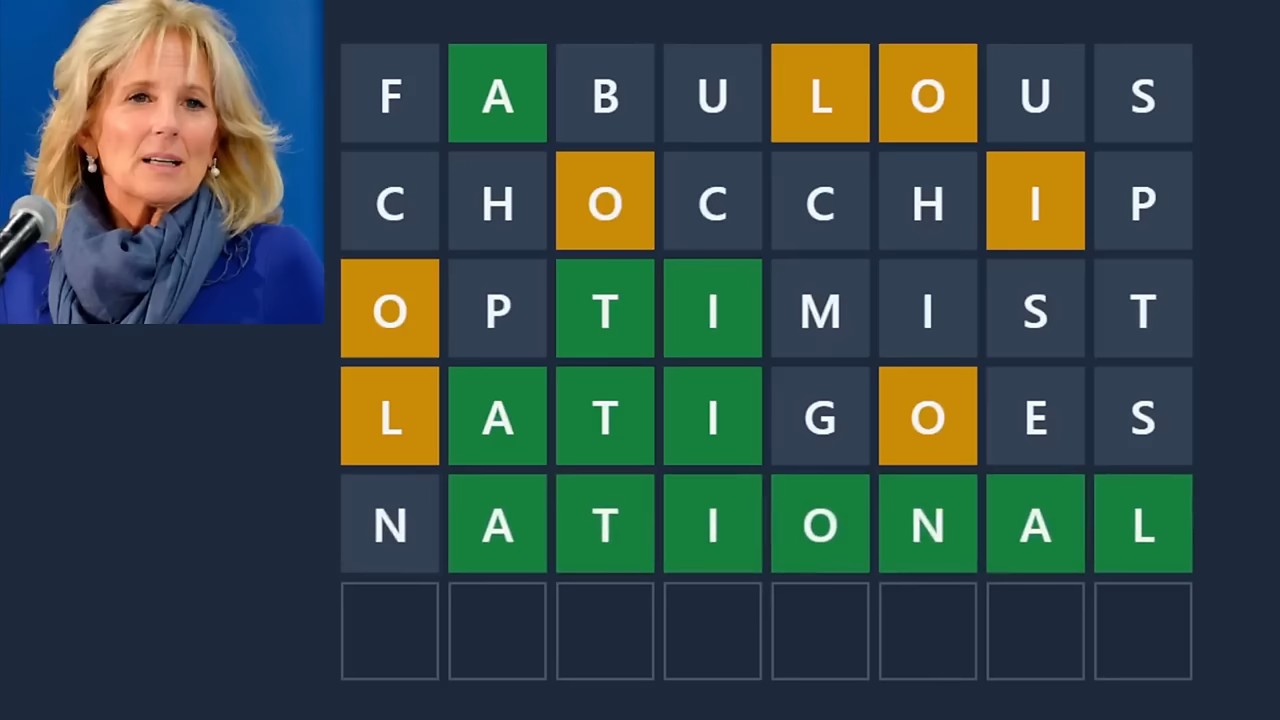 FABULOUS
CHOCCHIP
OPTIMIST
LATIGOES
NATIONAL